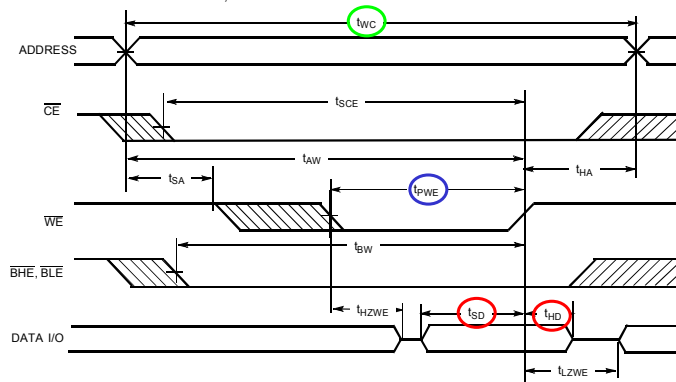 tWC
ADDRESS
tSCE
CE
tAW
tHA
tSA
tPWE
WE
tBW
BHE, BLE
tHZWE
tSD
tHD
DATA I/O
tLZWE